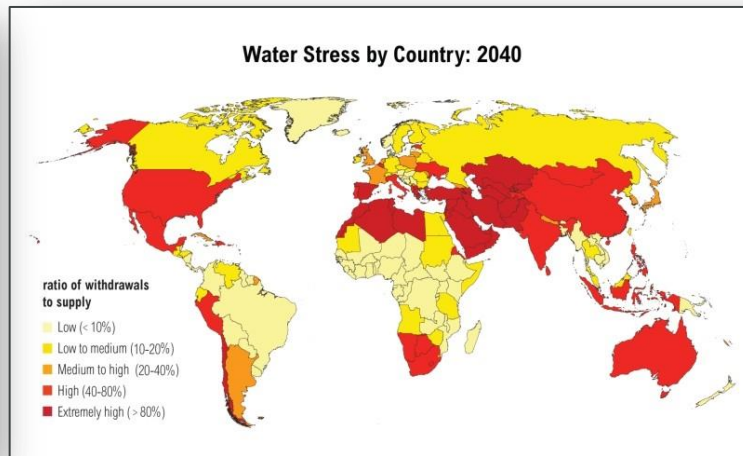 Water Stress by Country: 2040
ratio of withdrawals
to supply
Low (< 10%)
Low to medium (10-20%)
Medium to high (20-40%)
High (40-80%)
Extremely high (> 80%)